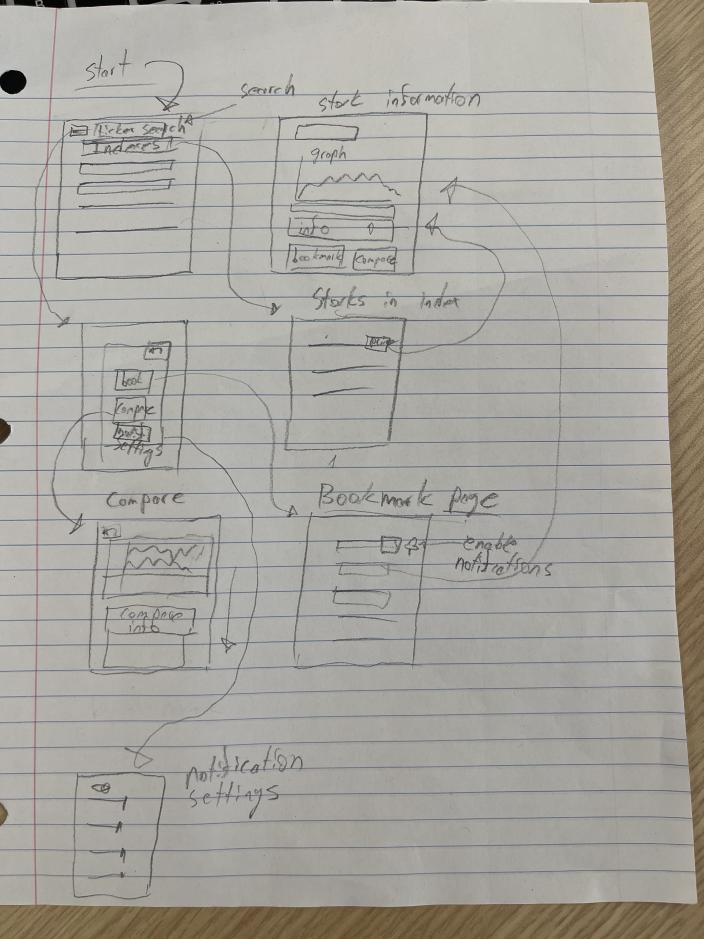 start
search
stock information
ticker search
Indexes
graph
info
bookmark
compare
Stocks in index
book
compare
settings
Compare
Bookmark page
enable
notifications
compare
info
notification
settings